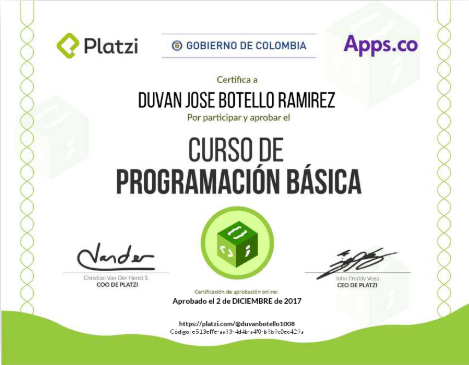 Platzi
GOBIERNO DE COLOMBIA
Apps.co
Certifica a
DUVAN JOSE BOTELLO RAMIREZ
Por participar y aprobar el
CURSO DE
PROGRAMACIÓN BÁSICA
Christian Van Der Henst S.
COO DE PLATZI
John Freddy Vega
CEO DE PLATZI
Certificación de aprobación online:
Aprobado el 2 de DICIEMBRE de 2017
https://platzi.com/@duvanbotello1008
Código: